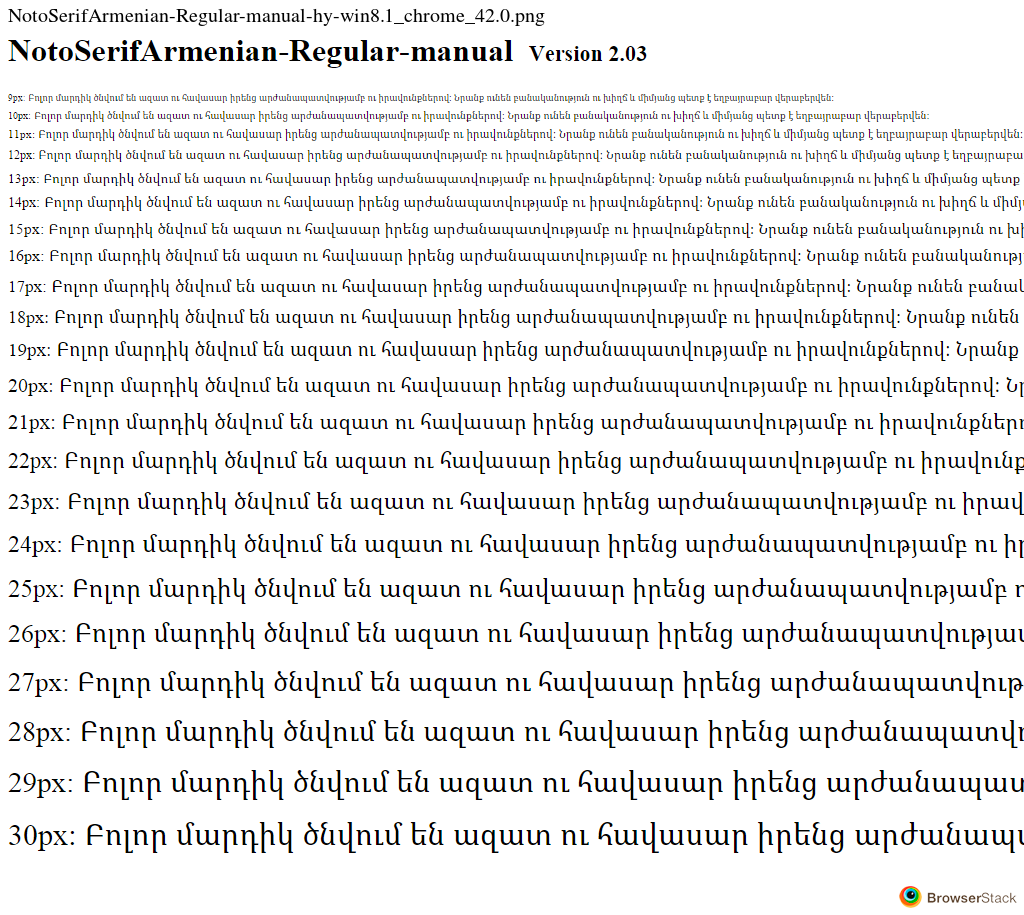 NotoSerifArmenian-Regular-manual-hy-win8.1_chrome_42.0.png
NotoSerifArmenian-Regular-manual Version 2.03
9px: Բոլոր մարդիկ ծնվում են ազատ ու հավասար իրենց արժանապատվությամբ ու իրավունքներով: Նրանք ունեն բանականություն ու խիղճ և միմյանց պետք է եղբայրաբար վերաբերվեն:
10px: Բոլոր մարդիկ ծնվում են ազատ ու հավասար իրենց արժանապատվությամբ ու իրավունքներով: Նրանք ունեն բանականություն ու խիղճ և միմյանց պետք է եղբայրաբար վերաբերվեն:
11px: Բոլոր մարդիկ ծնվում են ազատ ու հավասար իրենց արժանապատվությամբ ու իրավունքներով: Նրանք ունեն բանականություն ու խիղճ և միմյանց պետք է եղբայրաբար վերաբերվեն:
12px: Բոլոր մարդիկ ծնվում են ազատ ու հավասար իրենց արժանապատվությամբ ու իրավունքներով: Նրանք ունեն բանականություն ու խիղճ և միմյանց պետք է եղբայրաբա
13px: Բոլոր մարդիկ ծնվում են ազատ ու հավասար իրենց արժանապատվությամբ ու իրավունքներով: Նրանք ունեն բանականություն ու խիղճ և միմյանց պետք
14px: Բոլոր մարդիկ ծնվում են ազատ ու հավասար իրենց արժանապատվությամբ ու իրավունքներով: Նրանք ունեն բանականություն ու խիղճ և միմյ
15px: Բոլոր մարդիկ ծնվում են ազատ ու հավասար իրենց արժանապատվությամբ ու իրավունքներով: Նրանք ունեն բանականություն ու խի
16px: Բոլոր մարդիկ ծնվում են ազատ ու հավասար իրենց արժանապատվությամբ ու իրավունքներով: Նրանք ունեն բանականությ
17px: Բոլոր մարդիկ ծնվում են ազատ ու հավասար իրենց արժանապատվությամբ ու իրավունքներով: Նրանք ունեն բանակ
18px: Բոլոր մարդիկ ծնվում են ազատ ու հավասար իրենց արժանապատվությամբ ու իրավունքներով: Նրանք ունեն
19px: Բոլոր մարդիկ ծնվում են ազատ ու հավասար իրենց արժանապատվությամբ ու իրավունքներով: Նրանք
20px: Բոլոր մարդիկ ծնվում են ազատ ու հավասար իրենց արժանապատվությամբ ու իրավունքներով: Նր
21px: Բոլոր մարդիկ ծնվում են ազատ ու հավասար իրենց արժանապատվությամբ ու իրավունքներ
22px: Բոլոր մարդիկ ծնվում են ազատ ու հավասար իրենց արժանապատվությամբ ու իրավունք
23px: Բոլոր մարդիկ ծնվում են ազատ ու հավասար իրենց արժանապատվությամբ ու իրավ
24px: Բոլոր մարդիկ ծնվում են ազատ ու հավասար իրենց արժանապատվությամբ ու իր
25px: Բոլոր մարդիկ ծնվում են ազատ ու հավասար իրենց արժանապատվությամբ
26px: Բոլոր մարդիկ ծնվում են ազատ ու հավասար իրենց արժանապատվությա
27px: Բոլոր մարդիկ ծնվում են ազատ ու հավասար իրենց արժանապատվութ
28px: Բոլոր մարդիկ ծնվում են ազատ ու հավասար իրենց արժանապատվ
29px: Բոլոր մարդիկ ծնվում են ազատ ու հավասար իրենց արժանապատ
30px: Բոլոր մարդիկ ծնվում են ազատ ու հավասար իրենց արժանապ
BrowserStack